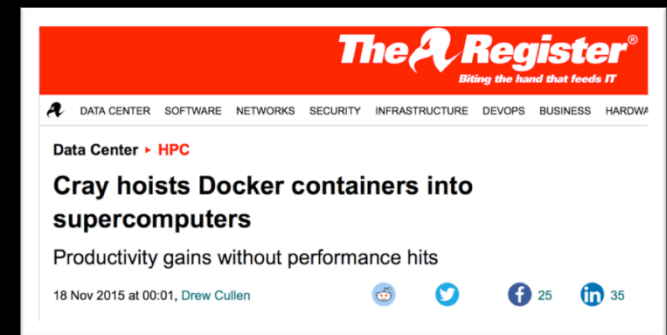 The Register®
Biting the hand that feeds IT
DATA CENTER SOFTWARE NETWORKS SECURITY INFRASTRUCTURE DEVOPS BUSINESS HARDWA
Data Center ▸ HPC
Cray hoists Docker containers into
supercomputers
Productivity gains without performance hits
18 Nov 2015 at 00:01, Drew Cullen 25 35